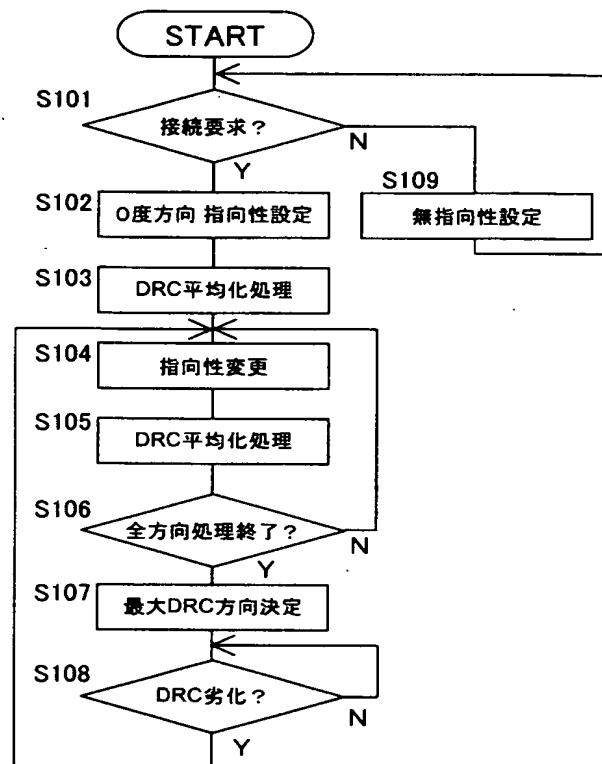 START
S101
接続要求?
N
Y
S109
S102
0度方向 指向性設定
無指向性設定
S103
DRC平均化処理
S104
指向性変更
S105
DRC平均化処理
S106
全方向処理終了?
N
Y
S107
最大DRC方向決定
S108
DRC劣化?
N
Y